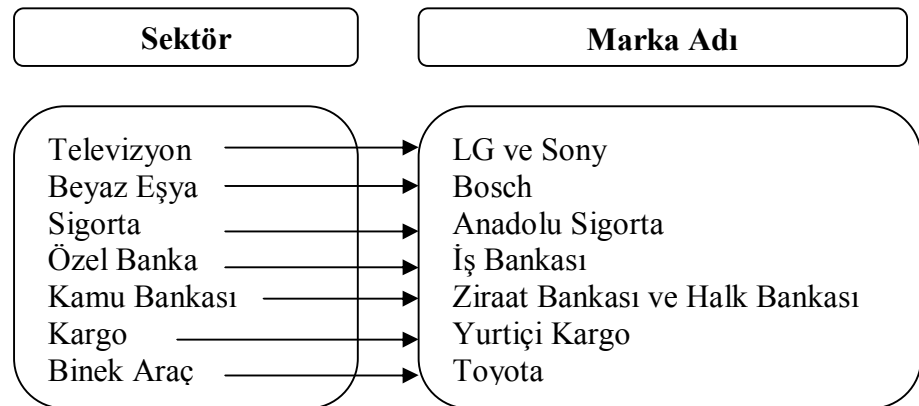 Sektör
Marka Adı
Televizyon
LG ve Sony
Beyaz Eşya
Bosch
Sigorta
Anadolu Sigorta
Özel Banka
İş Bankası
Kamu Bankası
Ziraat Bankası ve Halk Bankası
Kargo
Yurtiçi Kargo
Binek Araç
Toyota